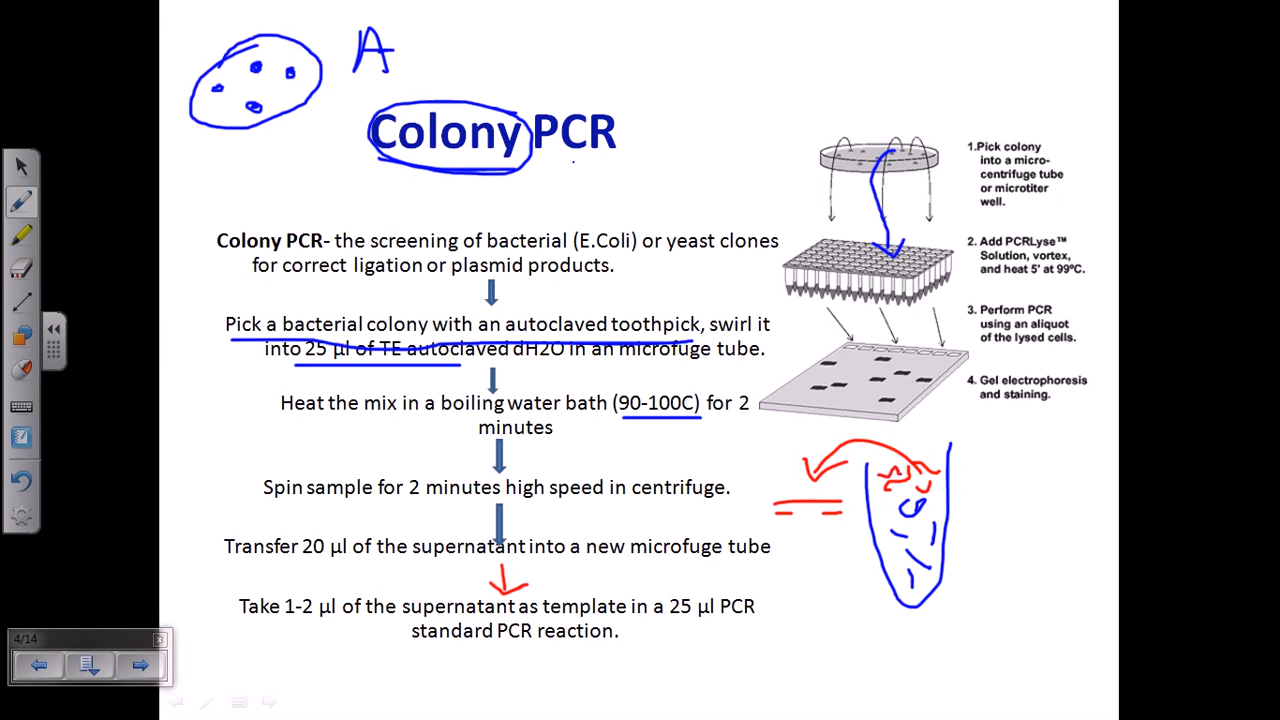 A
Colony PCR
Colony PCR- the screening of bacterial (E.Coli) or yeast clones
for correct ligation or plasmid products.
Pick a bacterial colony with an autoclaved toothpick, swirl it
into 25 µl of TE autoclaved dH2O in an microfuge tube.
Heat the mix in a boiling water bath (90-100C) for 2
minutes
Spin sample for 2 minutes high speed in centrifuge.
Transfer 20 µl of the supernatant into a new microfuge tube
Take 1-2 µl of the supernatant as template in a 25 µl PCR
standard PCR reaction.
1.Pick colony
into a micro-
centrifuge tube
or microtiter
well.
2. Add PCRLyse™
Solution, vortex,
and heat 5' at 99ºC.
3. Perform PCR
using an aliquot
of the lysed cells.
4. Gel electrophoresis
and staining.
4/14